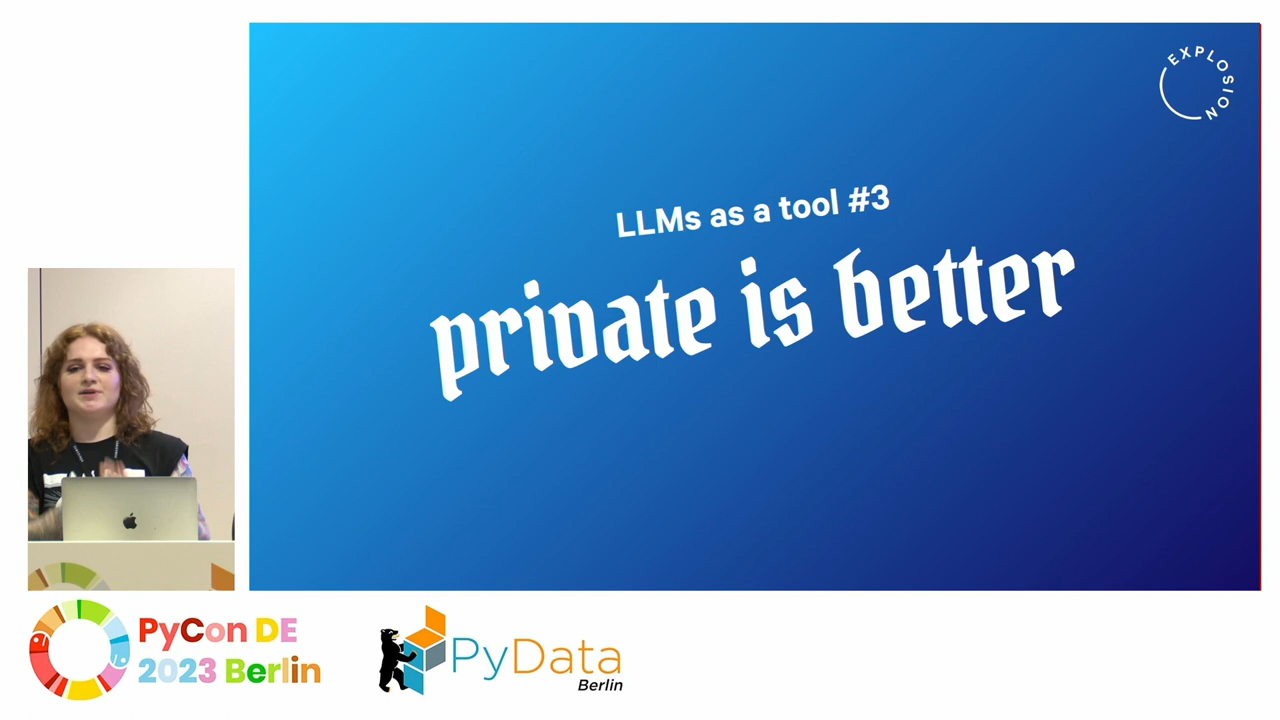 EXPLOSION
LLMs as a tool #3
private is better
PyCon DE
2023 Berlin
PyData
Berlin